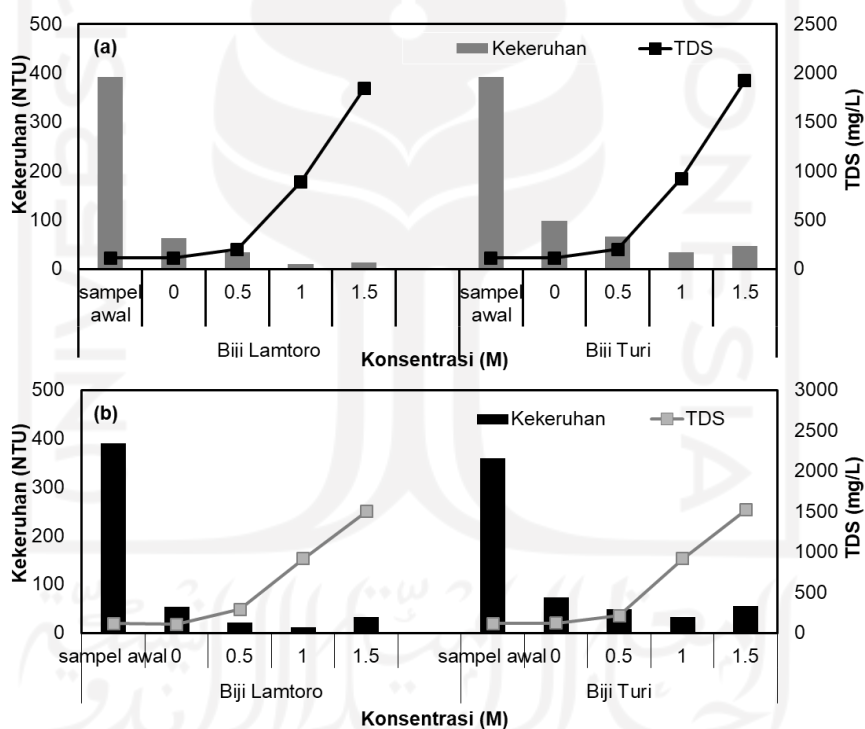 (a)
Kekeruhan TDS
Kekeruhan (NTU)
500
400
300
200
100
0
TDS (mg/L)
2500
2000
1500
1000
500
0
sampel awal 0 0.5 1 1.5 sampel awal 0 0.5 1 1.5
Biji Lamtoro Biji Turi
Konsentrasi (M)
(b)
Kekeruhan TDS
Kekeruhan (NTU)
500
400
300
200
100
0
TDS (mg/L)
3000
2500
2000
1500
1000
500
0
sampel awal 0 0.5 1 1.5 sampel awal 0 0.5 1 1.5
Biji Lamtoro Biji Turi
Konsentrasi (M)